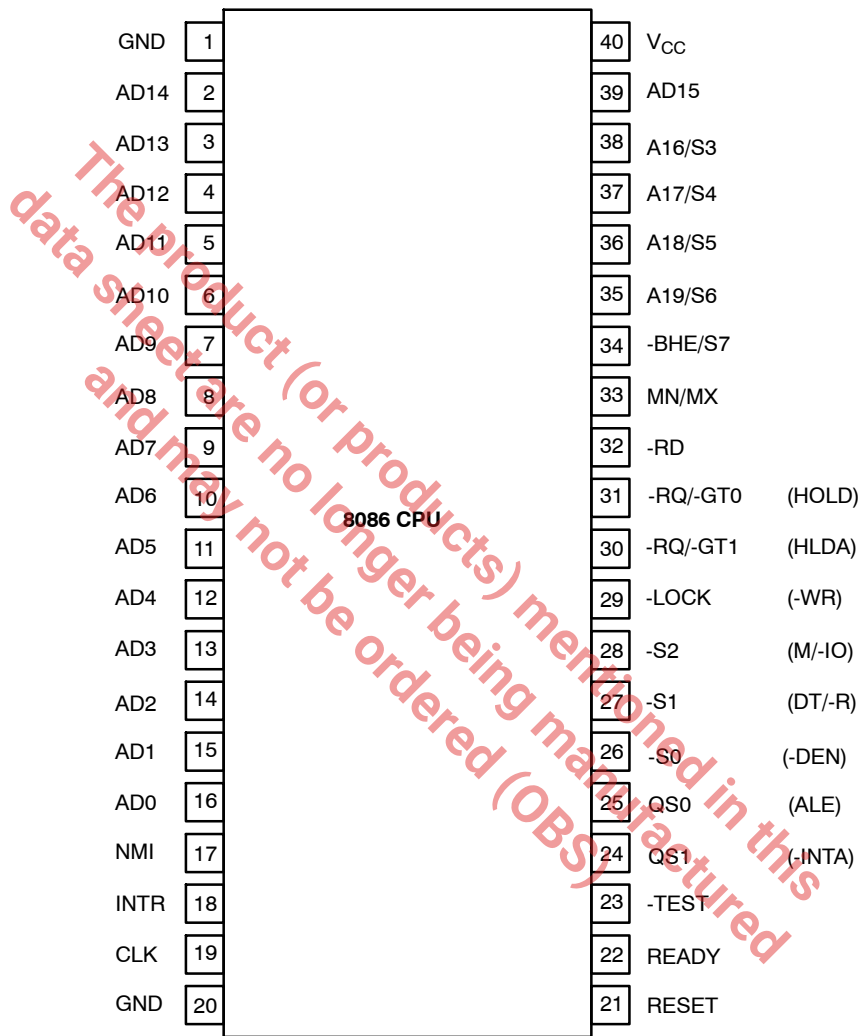 GND 1
AD14 2
AD13 3
AD12 4
AD11 5
AD10 6
AD9 7
AD8 8
AD7 9
AD6 10
AD5 11
AD4 12
AD3 13
AD2 14
AD1 15
AD0 16
NMI 17
INTR 18
CLK 19
GND 20
8086 CPU
40 VCC
39 AD15
38 A16/S3
37 A17/S4
36 A18/S5
35 A19/S6
34 -BHE/S7
33 MN/MX
32 -RD
31 -RQ/-GT0 (HOLD)
30 -RQ/-GT1 (HLDA)
29 -LOCK (-WR)
28 -S2 (M/-IO)
27 -S1 (DT/-R)
26 -S0 (-DEN)
25 QS0 (ALE)
24 QS1 (-INTA)
23 -TEST
22 READY
21 RESET
The product (or products) mentioned in this
data sheet are no longer being manufactured
and may not be ordered (OBS)